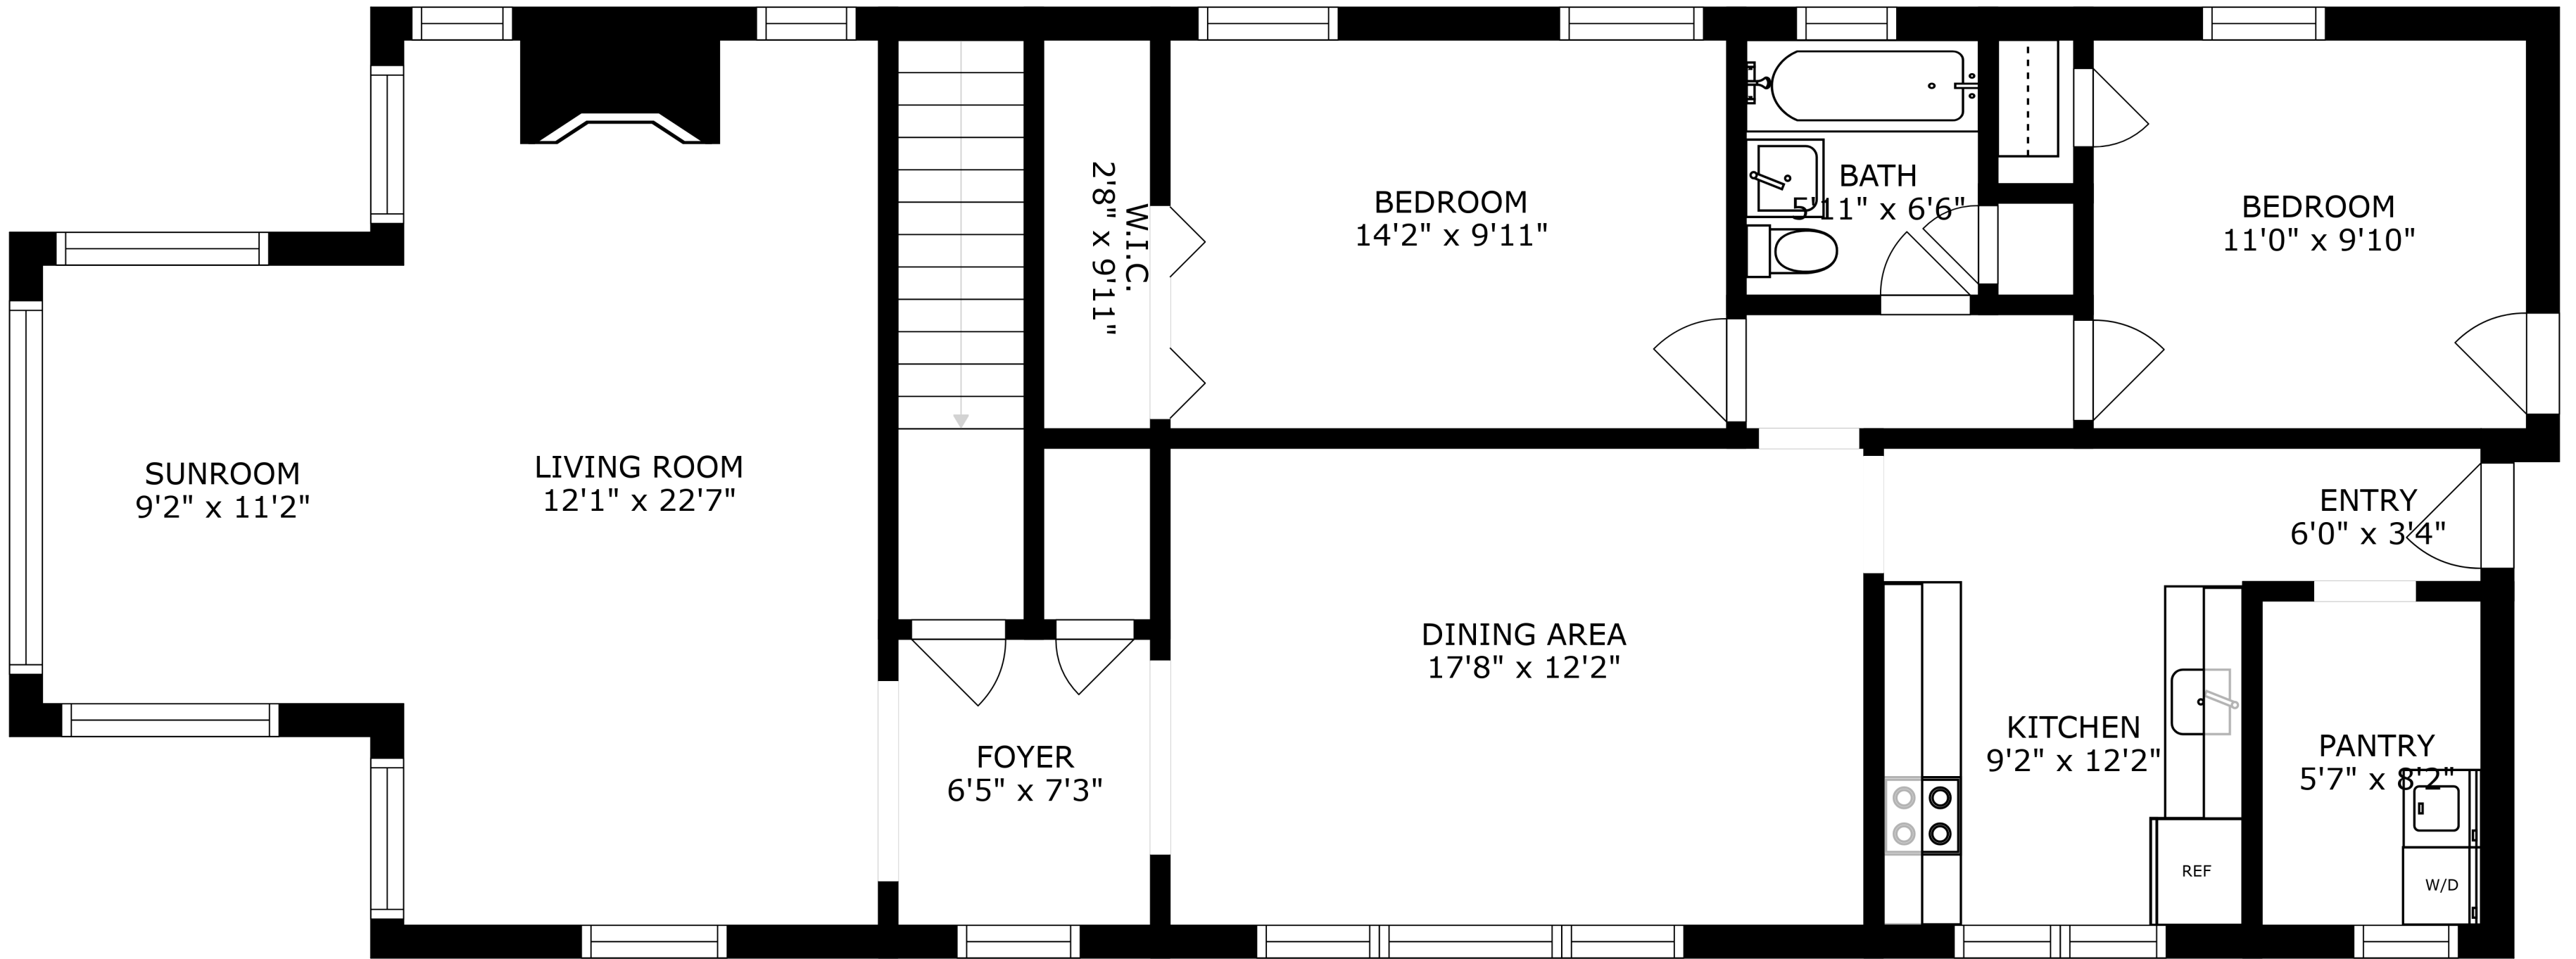 BATH
5'11" x 6'6"
W.I.C.
2'8" x 9'11"
BEDROOM
14'2" x 9'11"
BEDROOM
11'0" x 9'10"
SUNROOM
9'2" x 11'2"
LIVING ROOM
12'1" x 22'7"
ENTRY
6'0" x 3'4"
DINING AREA
17'8" x 12'2"
FOYER
6'5" x 7'3"
KITCHEN
9'2" x 12'2"
PANTRY
5'7" x 8'2"
REF
W/D